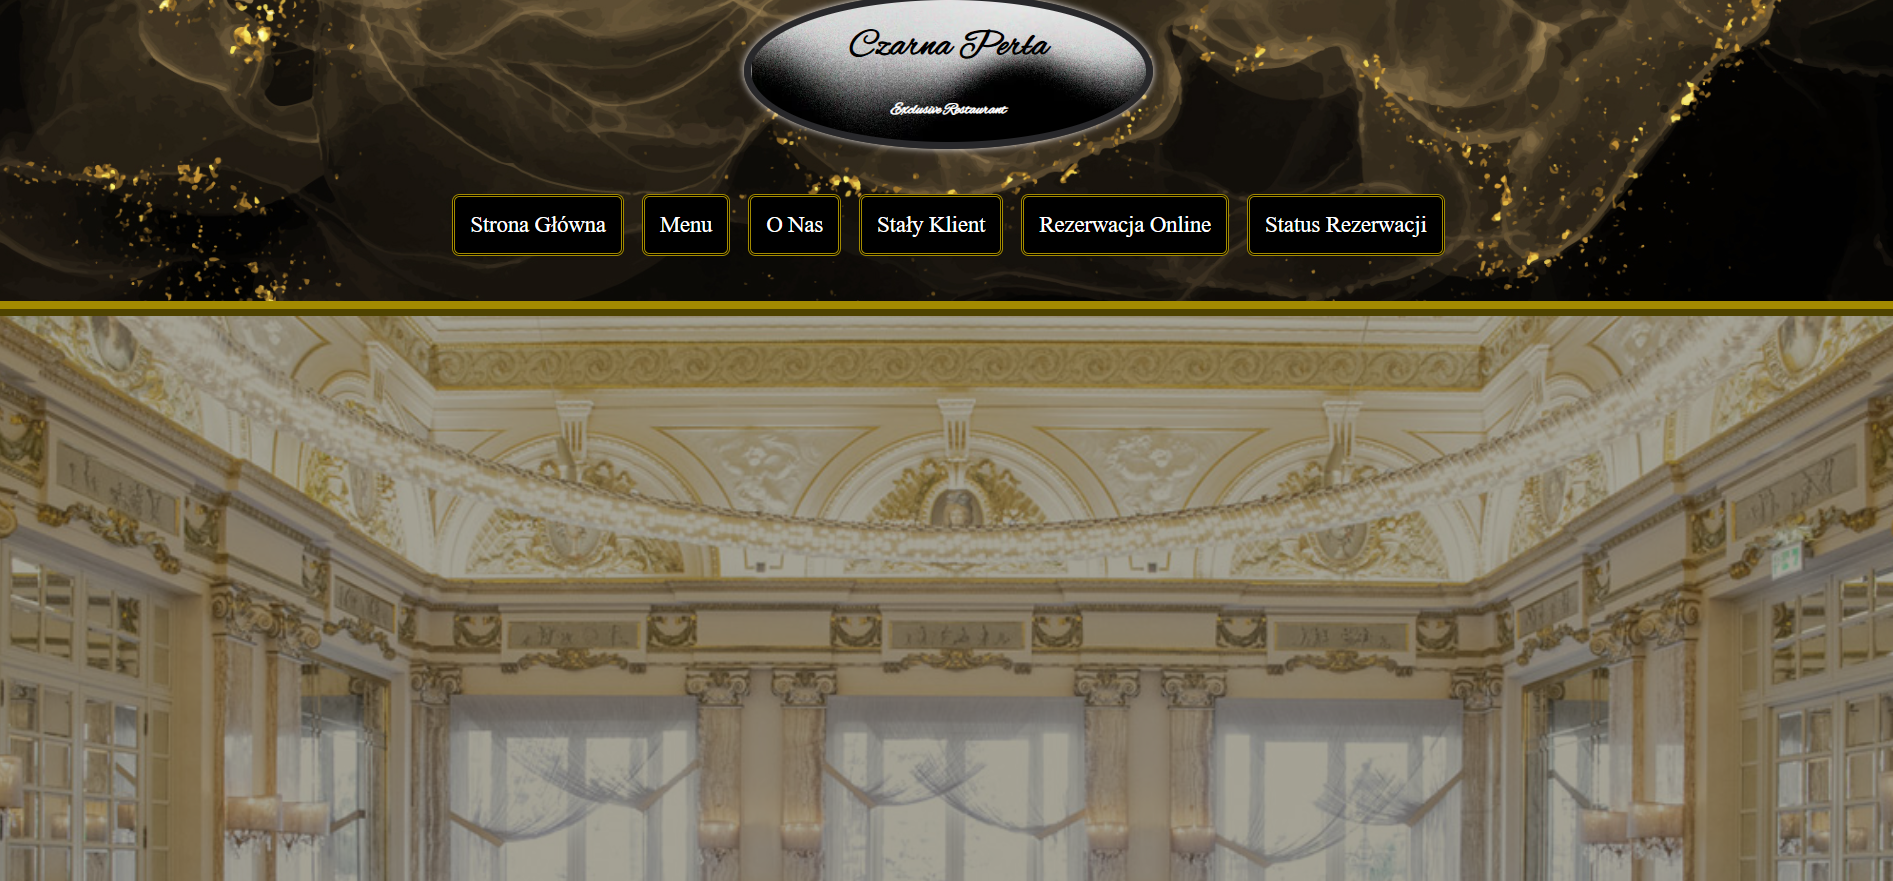 Czarna Perła
Exclusive Restaurant
Strona Główna
Menu
O Nas
Stały Klient
Rezerwacja Online
Status Rezerwacji